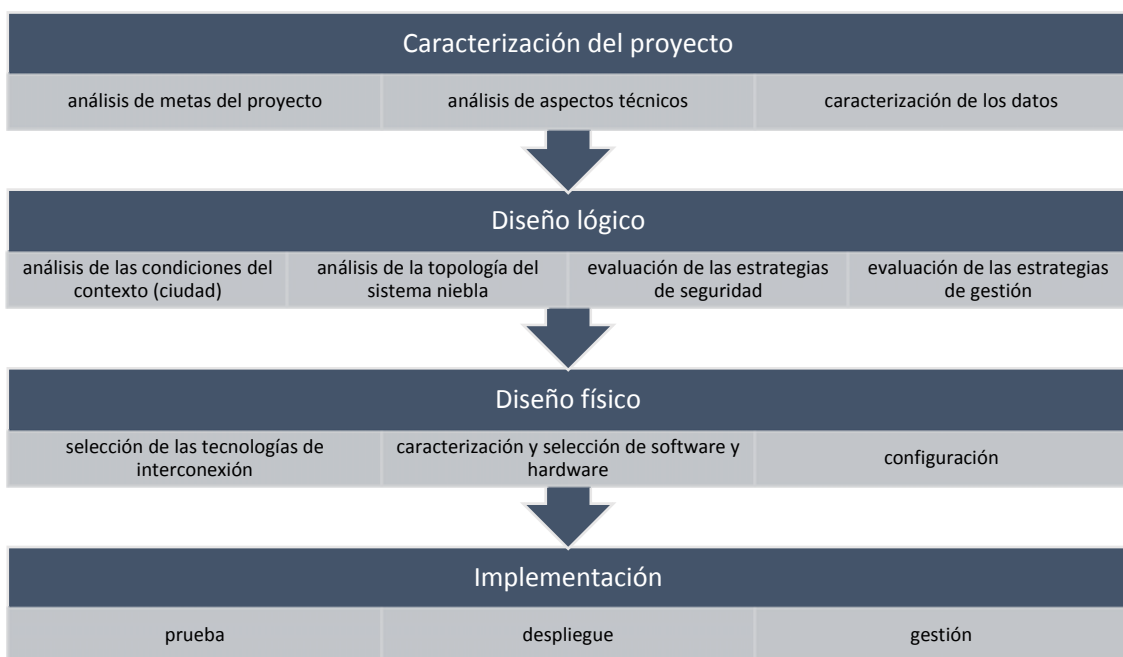 Caracterización del proyecto
análisis de metas del proyecto
análisis de aspectos técnicos
caracterización de los datos
Diseño lógico
análisis de las condiciones del
contexto (ciudad)
análisis de la topología del
sistema niebla
evaluación de las estrategias
de seguridad
evaluación de las estrategias
de gestión
Diseño físico
selección de las tecnologías de
interconexión
caracterización y selección de software y
hardware
configuración
Implementación
prueba
despliegue
gestión